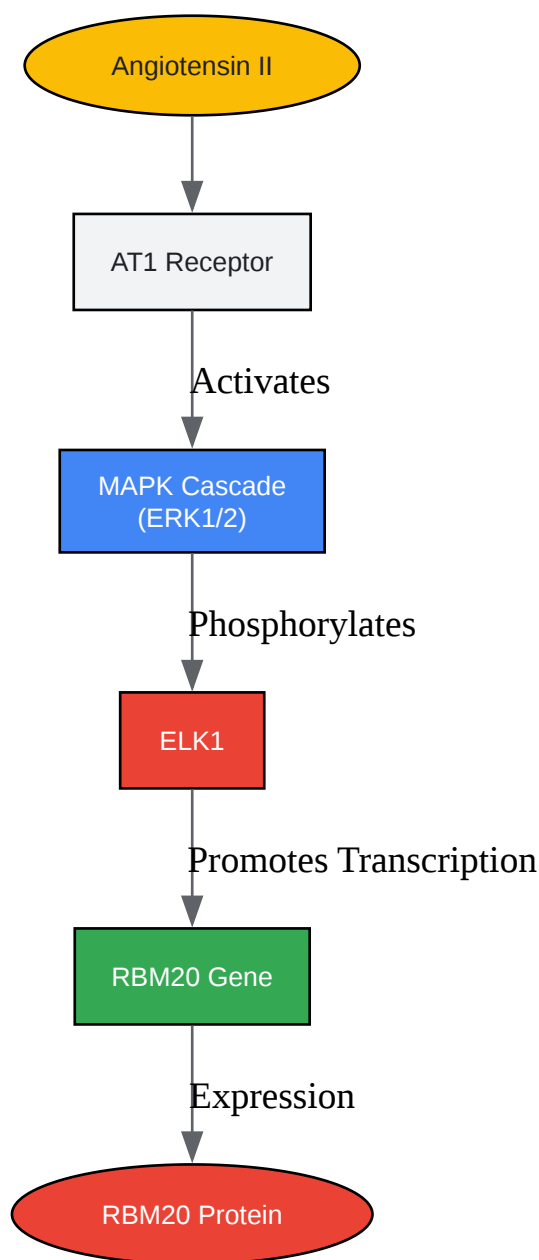 Angiotensin II
AT1 Receptor
Activates
MAPK Cascade
(ERK1/2)
Phosphorylates
ELK1
Promotes Transcription
RBM20 Gene
Expression
RBM20 Protein